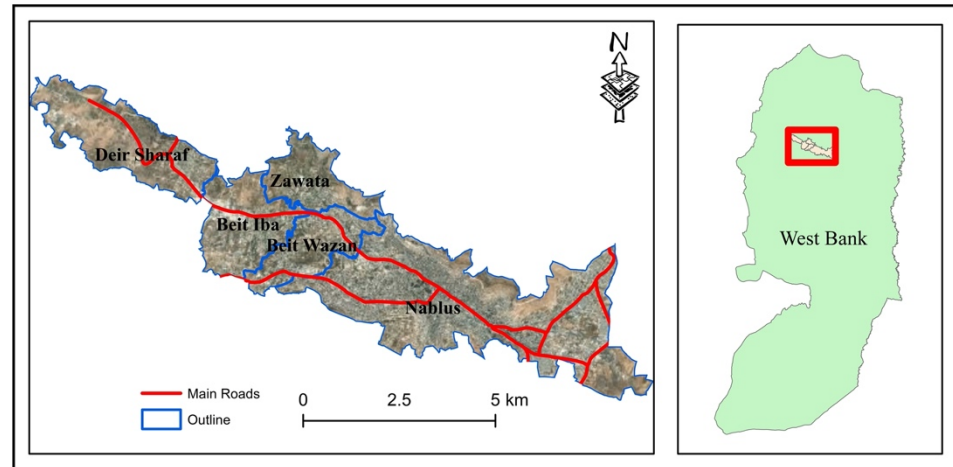 N
Deir Sharaf
Zawata
Beit Iba
Beit Wazan
Nablus
Main Roads
Outline
0 2.5 5 km
West Bank